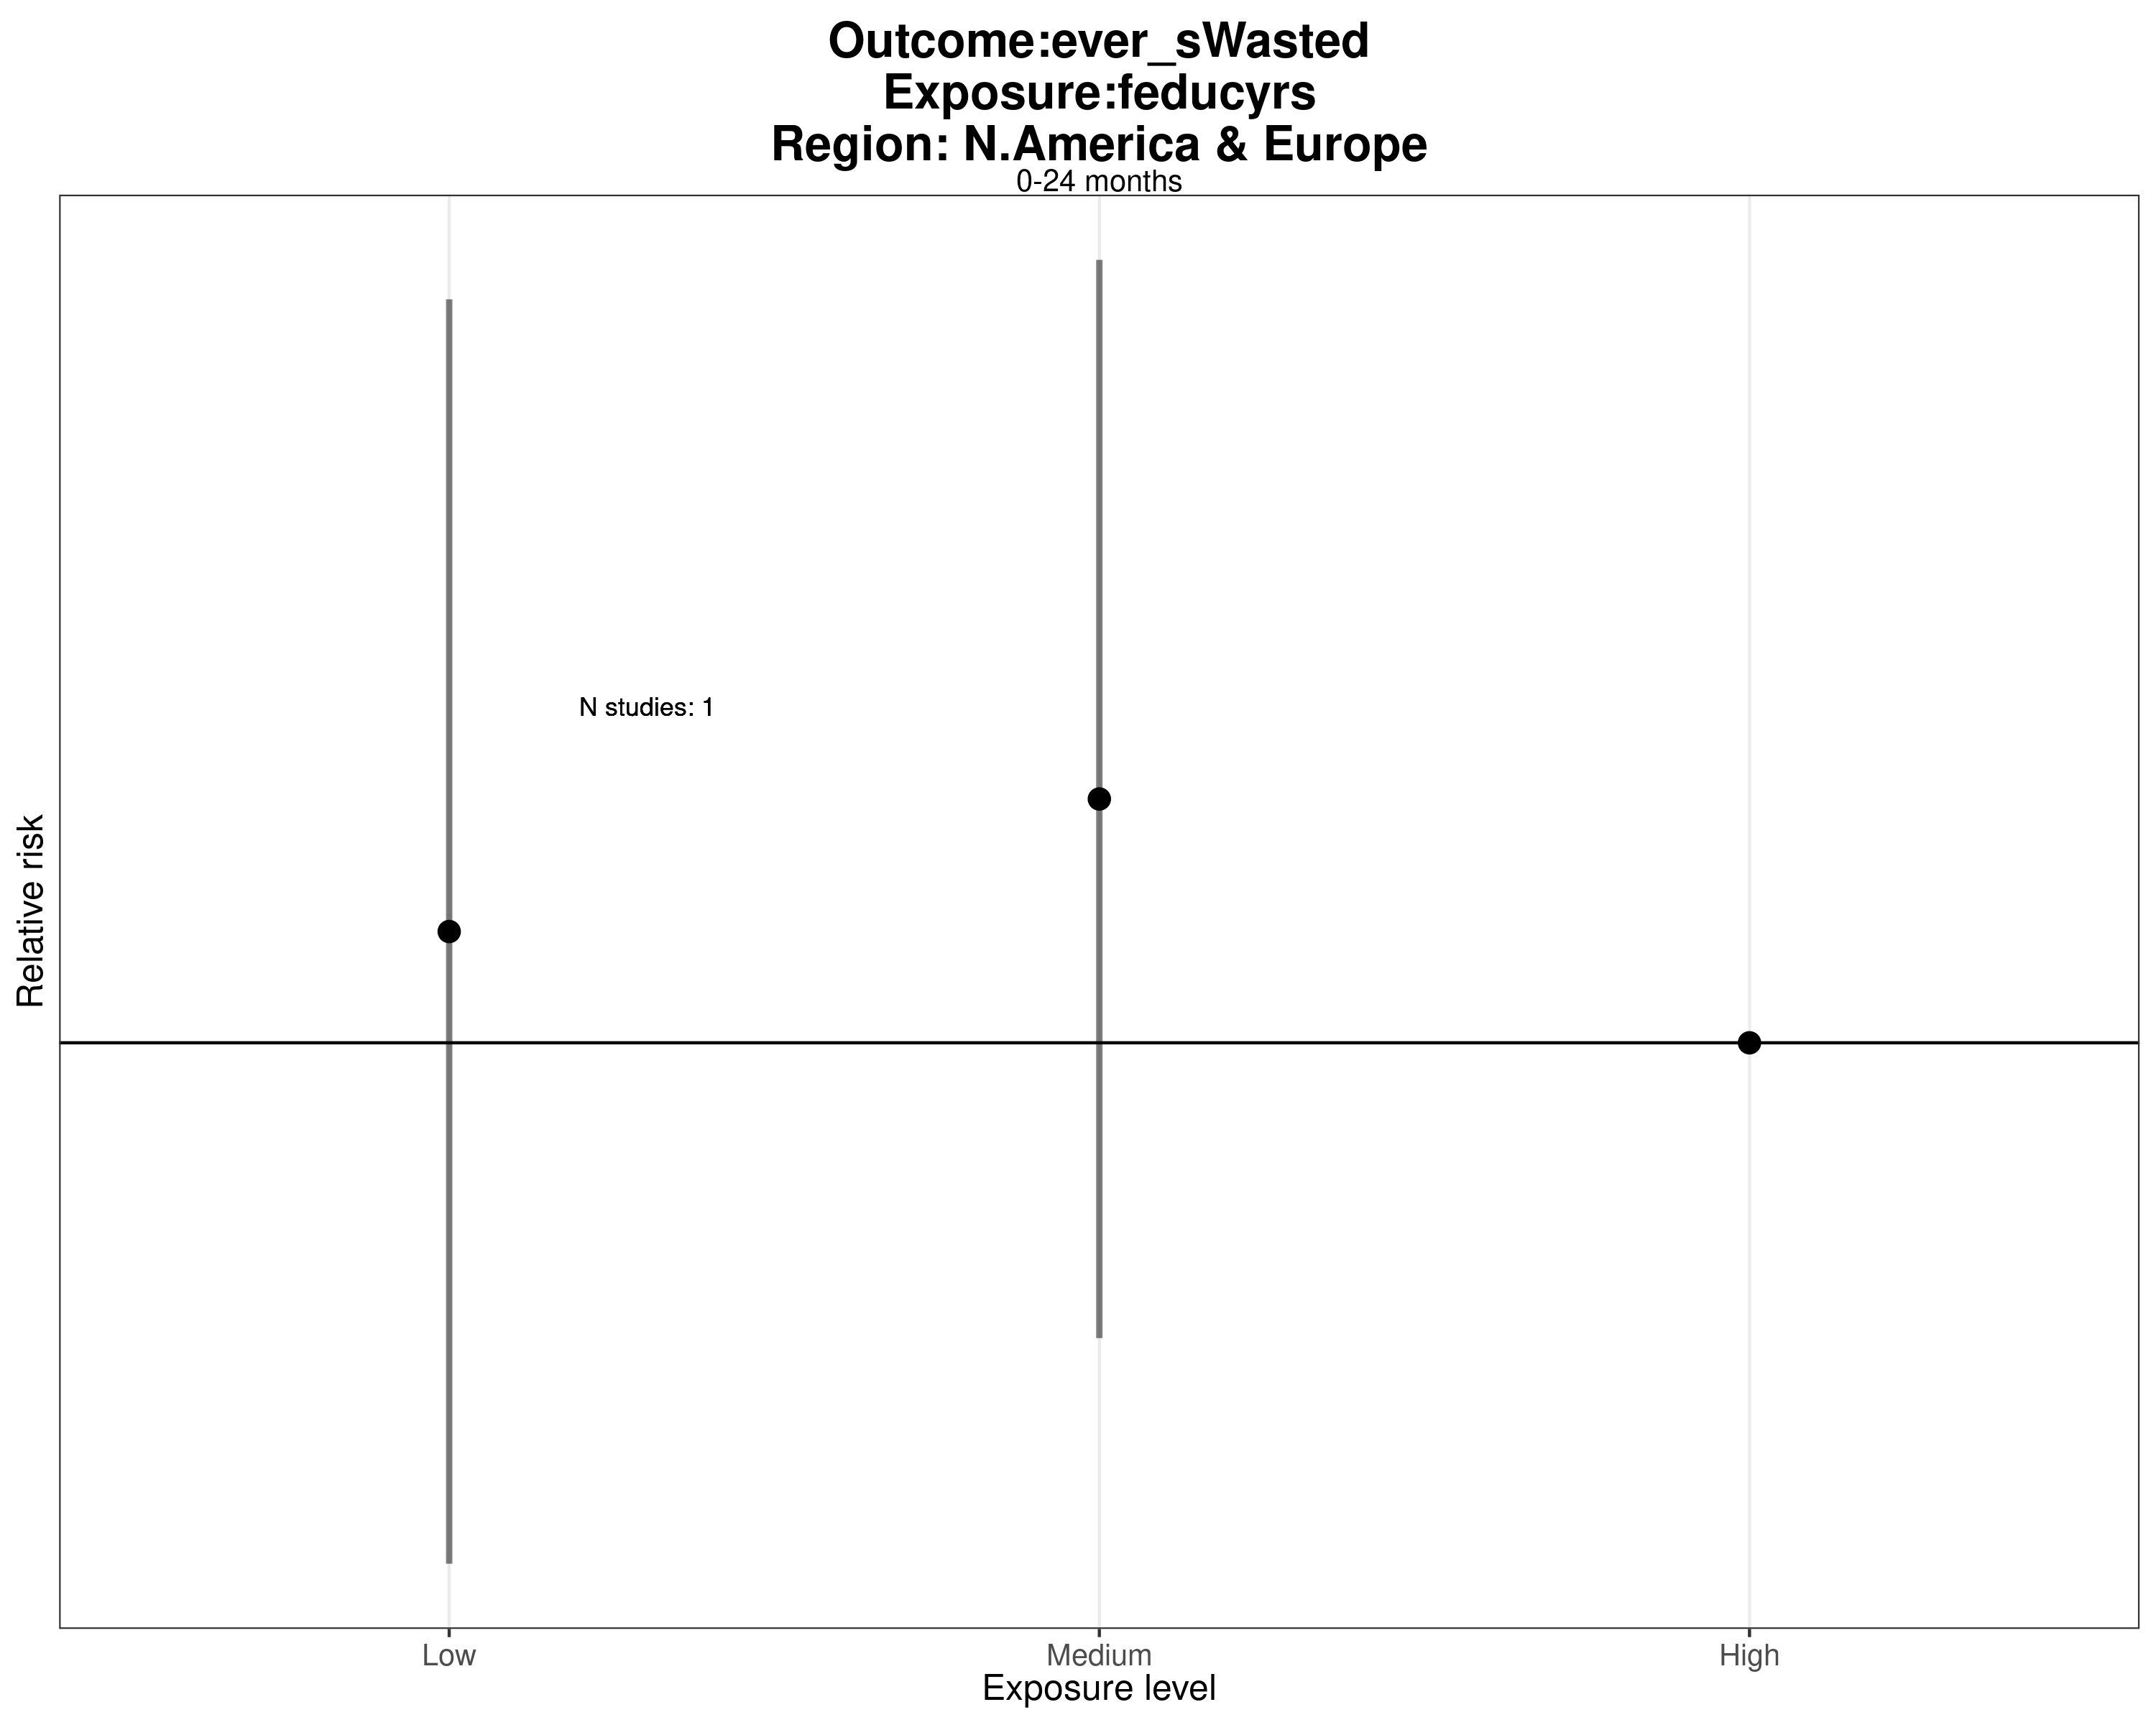 Outcome:ever_sWasted
Exposure:feducyrs
Region: N.America & Europe
0-24 months
N studies: 1
Relative risk
Low
Medium
High
Exposure level